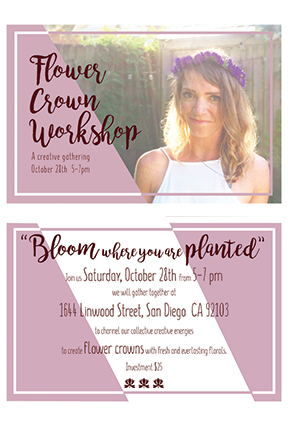 Flower
Crown
Workshop
A creative gathering
October 28th 5-7pm
"Bloom where you are planted"
Join us Saturday, October 28th from 5-7 pm
we will gather together at
1644 Linwood Street, San Diego CA 92103
to channel our collective creative energies
to create flower crowns with fresh and everlasting florals.
Investment $25